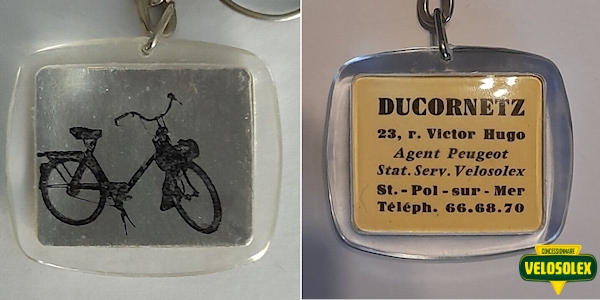 DUCORNETZ
23, r. Victor Hugo
Agent Peugeot
Stat. Serv. Velosolex
St.-Pol-sur-Mer
Téléph. 66.68.70
CONCESSIONNAIRE
VELOSOLEX